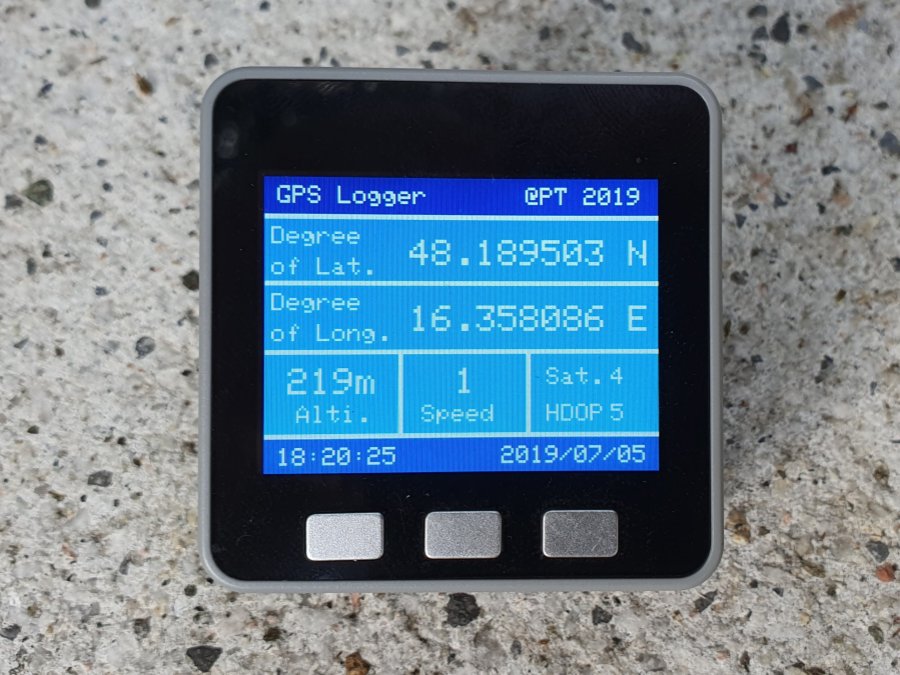 GPS Logger @PT 2019
Degree
of Lat. 48.189503 N
Degree
of Long. 16.358086 E
219m
Alti.
1
Speed
Sat. 4
HDOP 5
18:20:25 2019/07/05